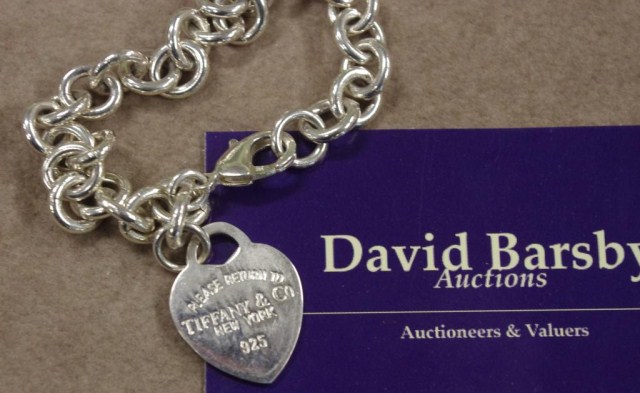 PLEASE RETURN TO
TIFFANY & CO
NEW YORK
925
David Barsby
Auctions
Auctioneers & Valuers